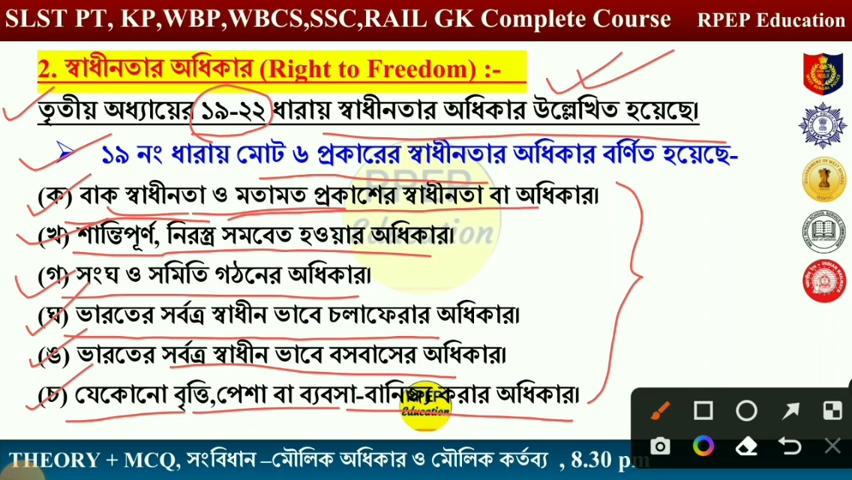 SLST PT, KP,WBP,WBCS,SSC,RAIL GK Complete Course RPEP Education
2. স্বাধীনতার অধিকার (Right to Freedom) :-
তৃতীয় অধ্যায়ের ১৯-২২ ধারায় স্বাধীনতার অধিকার উল্লেখিত হয়েছে।
১৯ নং ধারায় মোট ৬ প্রকারের স্বাধীনতার অধিকার বর্ণিত হয়েছে-
(ক) বাক স্বাধীনতা ও মতামত প্রকাশের স্বাধীনতা বা অধিকার।
(খ) শান্তিপূর্ণ, নিরস্ত্র সমবেত হওয়ার অধিকার।
(গ) সংঘ ও সমিতি গঠনের অধিকার।
(ঘ) ভারতের সর্বত্র স্বাধীন ভাবে চলাফেরার অধিকার।
(ঙ) ভারতের সর্বত্র স্বাধীন ভাবে বসবাসের অধিকার।
(চ) যেকোনো বৃত্তি,পেশা বা ব্যবসা-বানিজ্য করার অধিকার।
RPEP
Education
THEORY + MCQ, সংবিধান –মৌলিক অধিকার ও মৌলিক কর্তব্য , 8.30 pm